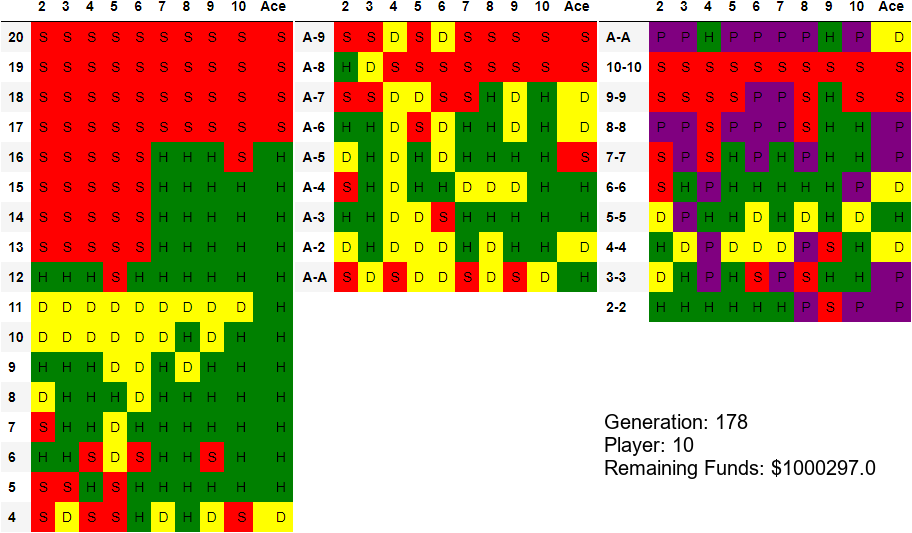 2 3 4 5 6 7 8 9 10 Ace
20 S S S S S S S S S S
19 S S S S S S S S S S
18 S S S S S S S S S S
17 S S S S S S S S S S
16 S S S S S H H H S H
15 S S S S S H H H H H
14 S S S S S H H H H H
13 S S S S S H H H H H
12 H H H S H H H H H H
11 D D D D D D D D D H
10 D D D D D D H D H H
9 H H H D D H D H H H
8 D H H H D H H H H H
7 S H H D H H H H H H
6 H H S D S H H S H H
5 S S H S H H H H H H
4 S D S S H D H D S D
2 3 4 5 6 7 8 9 10 Ace
A-9 S S D S D S S S S S
A-8 H D S S S S S S S S
A-7 S S D D S S H D H D
A-6 H H D S D H H D H D
A-5 D H D H D H H H H S
A-4 S H D H H D D D H H
A-3 H H D D S H H H H H
A-2 D H D D D H D H H D
A-A S D S D D S D S D H
2 3 4 5 6 7 8 9 10 Ace
A-A P P H P P P P H P D
10-10 S S S S S S S S S S
9-9 S S S S P P S H S S
8-8 P P S P P P S H H P
7-7 S P S H P H P H H P
6-6 S H P H H H H H P D
5-5 D P H H D H D H D H
4-4 H D P D D D P S H D
3-3 D H P H S P S H H P
2-2 H H H H H H P S P P
Generation: 178
Player: 10
Remaining Funds: $1000297.0